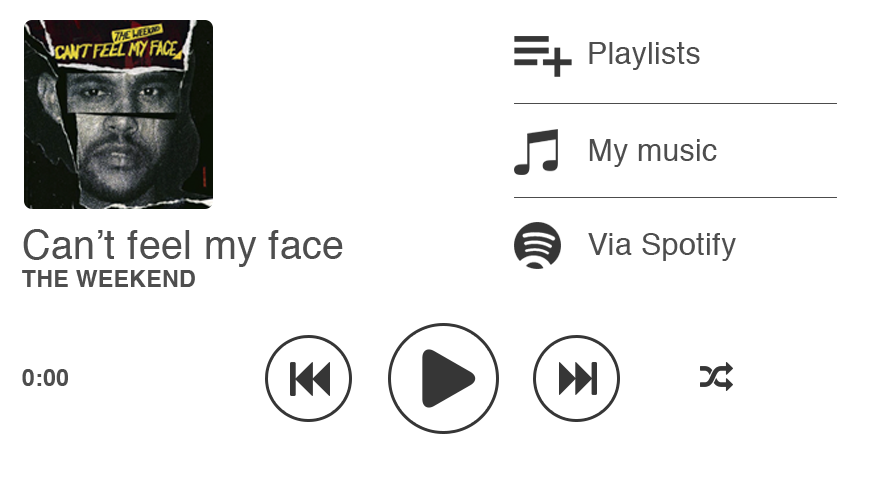 THE WEEKND
CAN'T FEEL MY FACE
Can’t feel my face
THE WEEKEND
0:00
Playlists
My music
Via Spotify